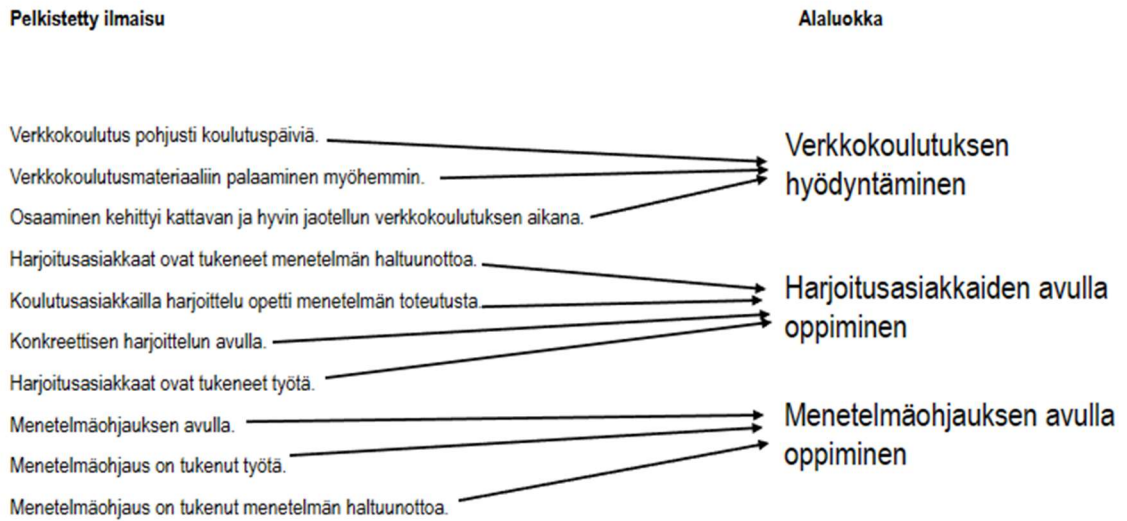 Pelkistetty ilmaisu
Alaluokka
Verkkokoulutus pohjusti koulutuspäiviä.
Verkkokoulutusmateriaaliin palaaminen myöhemmin.
Osaaminen kehittyi kattavan ja hyvin jaotellun verkkokoulutuksen aikana.
Verkkokoulutuksen
hyödyntäminen
Harjoitusasiakkaat ovat tukeneet menetelmän haltuunottoa.
Koulutusasiakkailla harjoittelu opetti menetelmän toteutusta.
Konkreettisen harjoittelun avulla.
Harjoitusasiakkaat ovat tukeneet työtä.
Harjoitusasiakkaiden avulla
oppiminen
Menetelmäohjauksen avulla.
Menetelmäohjaus on tukenut työtä.
Menetelmäohjaus on tukenut menetelmän haltuunottoa.
Menetelmäohjauksen avulla
oppiminen